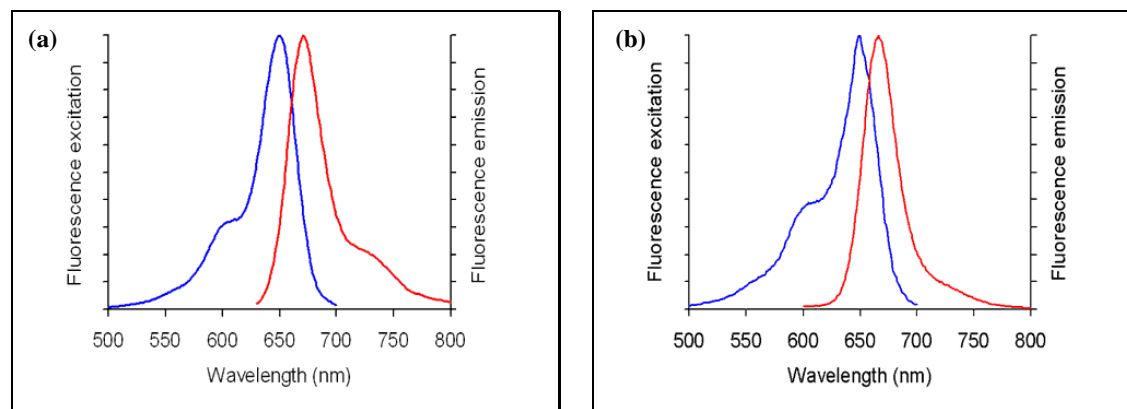 (a)
Fluorescence excitation
Fluorescence emission
500 550 600 650 700 750 800
Wavelength (nm)
(b)
Fluorescence excitation
Fluorescence emission
500 550 600 650 700 750 800
Wavelength (nm)